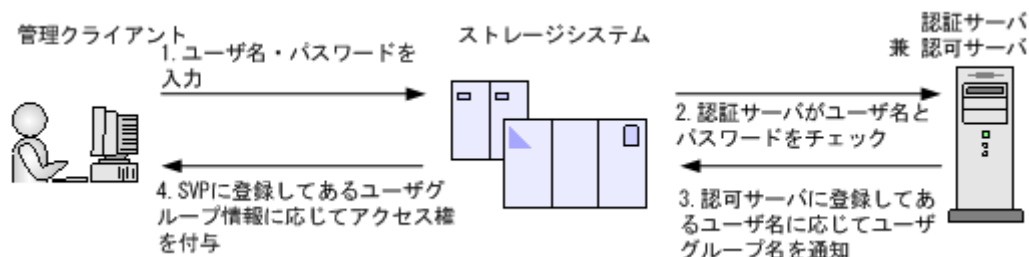 管理クライアント
1. ユーザ名・パスワードを
入力
ストレージシステム
認証サーバ
兼 認可サーバ
2. 認証サーバがユーザ名と
パスワードをチェック
3. 認可サーバに登録してあ
るユーザ名に応じてユーザ
グループ名を通知
4. SVPに登録してあるユーザグ
ループ情報に応じてアクセス権
を付与